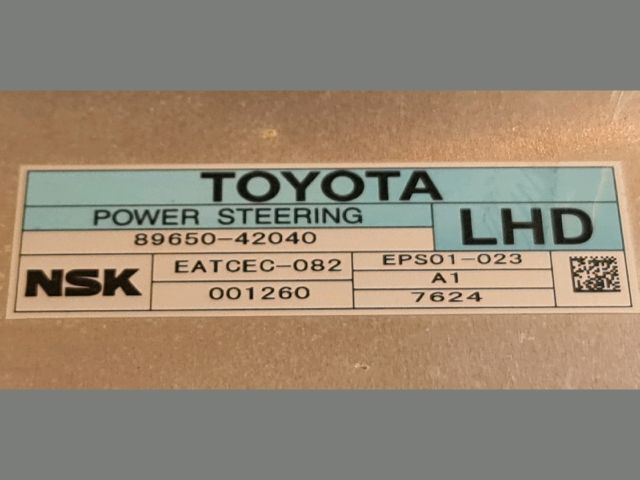 TOYOTA
POWER STEERING
LHD
89650-42040
NSK
EATCEC-082
001260
EPS01-023
A1
7624